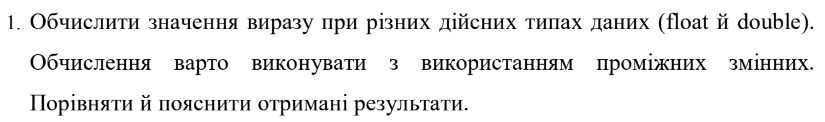 1. Обчислити значення виразу при різних дійсних типах даних (float й double).
Обчислення варто виконувати з використанням проміжних змінних.
Порівняти й пояснити отримані результати.